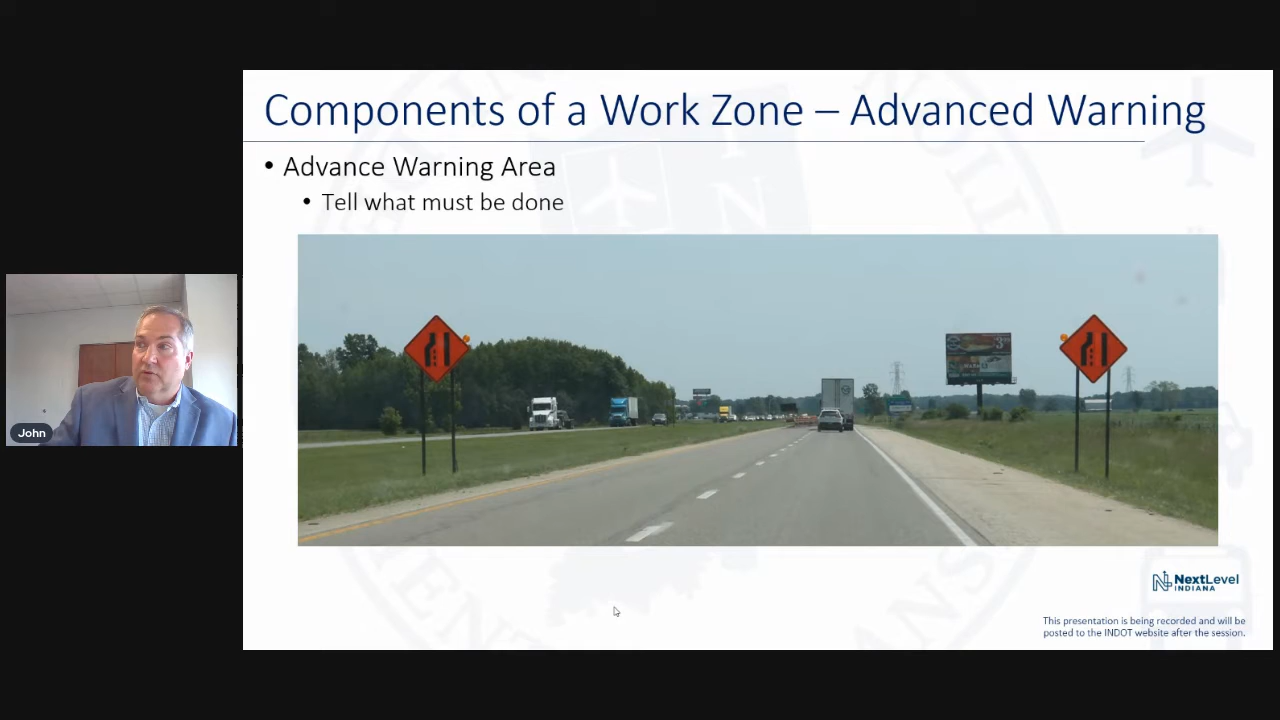 Components of a Work Zone – Advanced Warning
• Advance Warning Area
• Tell what must be done
John
NextLevel
INDIANA
This presentation is being recorded and will be
posted to the INDOT website after the session.